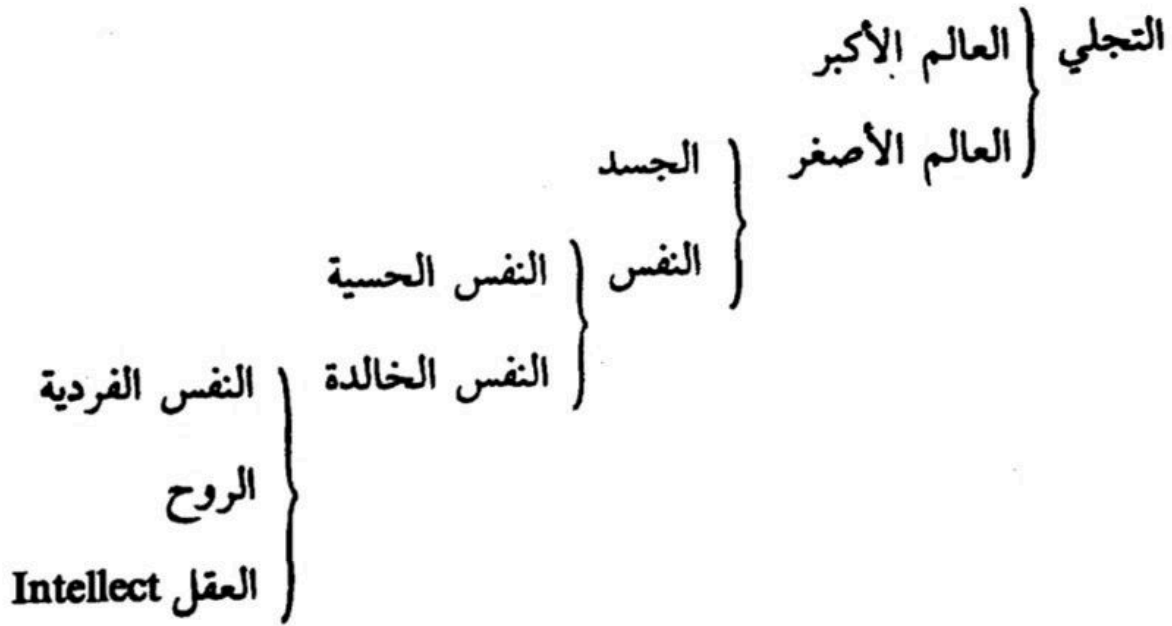 التجلي
العالم الأكبر
العالم الأصغر
الجسد
النفس
النفس الحسية
النفس الخالدة
النفس الفردية
الروح
العقل Intellect